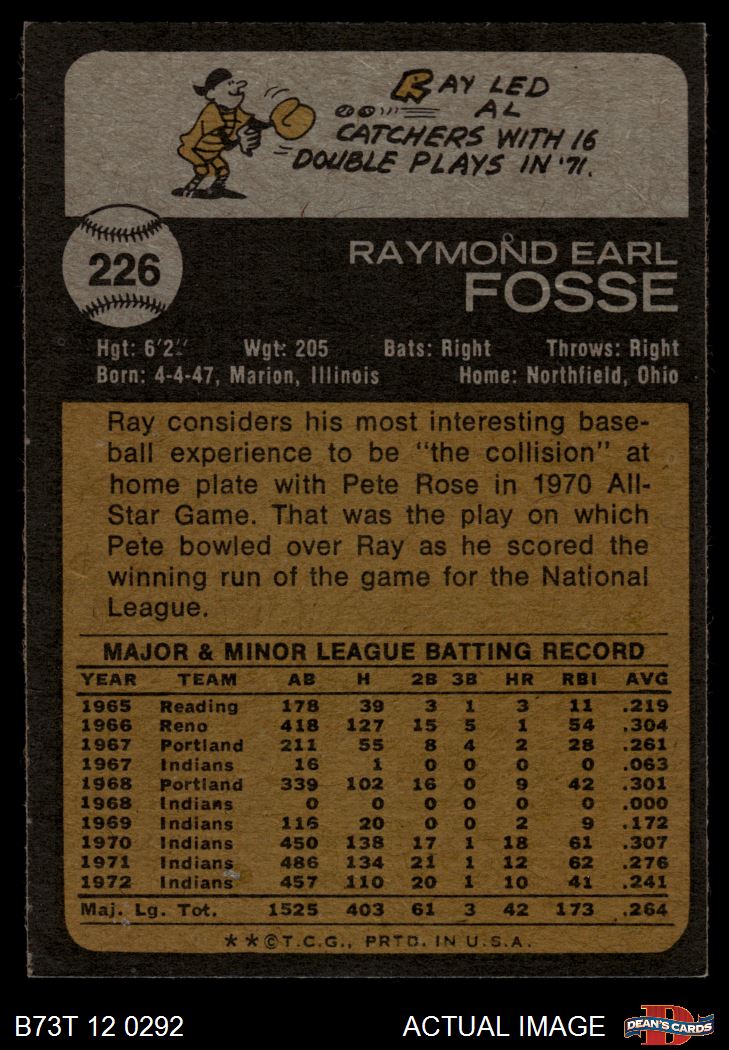 RAY LED
AL
CATCHERS WITH 16
DOUBLE PLAYS IN '71.
226
RAYMOND EARL
FOSSE
Hgt: 6'2" Wgt: 205 Bats: Right Throws: Right
Born: 4-4-47, Marion, Illinois Home: Northfield, Ohio
Ray considers his most interesting base-
ball experience to be "the collision" at
home plate with Pete Rose in 1970 All-
Star Game. That was the play on which
Pete bowled over Ray as he scored the
winning run of the game for the National
League.
MAJOR & MINOR LEAGUE BATTING RECORD
YEAR TEAM AB H 2B 3B HR RBI AVG
1965 Reading 178 39 3 1 3 11 .219
1966 Reno 418 127 15 5 1 54 .304
1967 Portland 211 55 8 4 2 28 .261
1967 Indians 16 1 0 0 0 0 .063
1968 Portland 339 102 16 0 9 42 .301
1968 Indians 0 0 0 0 0 0 .000
1969 Indians 116 20 0 0 2 9 .172
1970 Indians 450 138 17 1 18 61 .307
1971 Indians 486 134 21 1 12 62 .276
1972 Indians 457 110 20 1 10 41 .241
Maj. Lg. Tot. 1525 403 61 3 42 173 .264
**©T.C.G., PRTD. IN U.S.A.
B73T 12 0292 ACTUAL IMAGE D DEAN'S CARDS